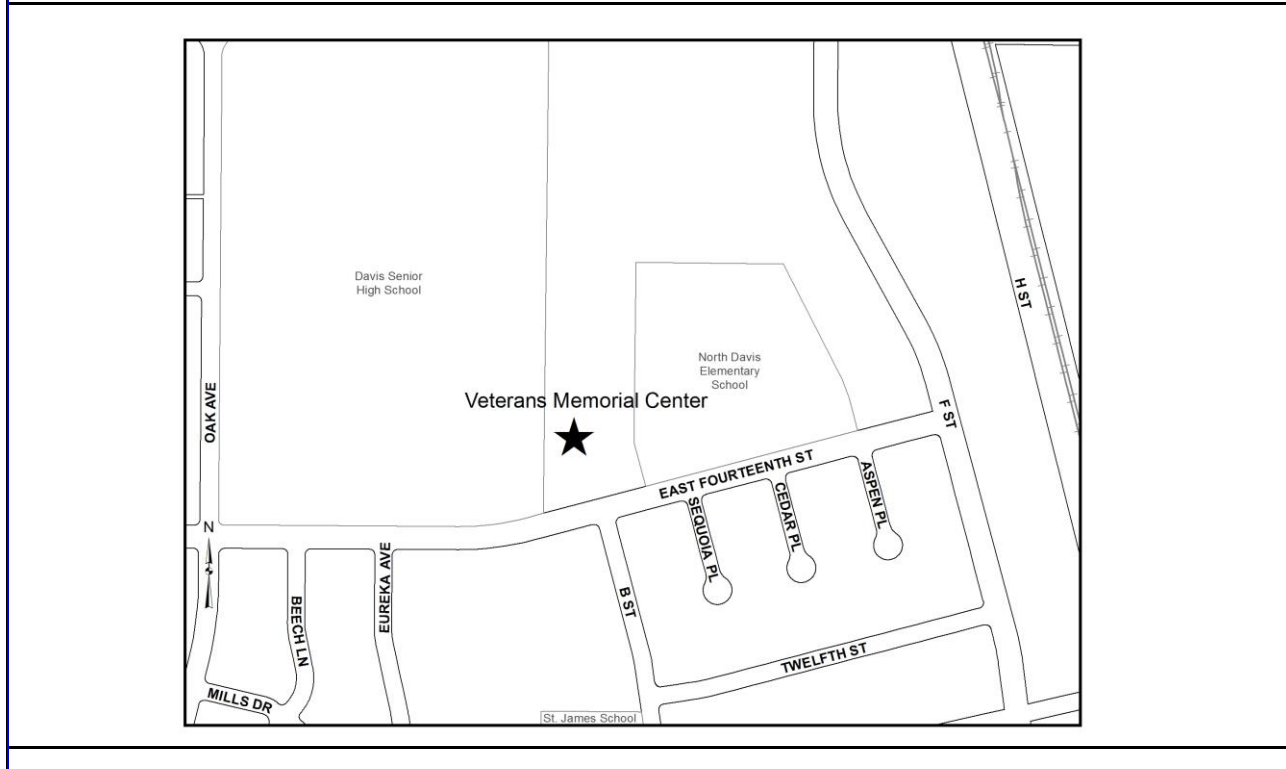 Davis Senior
High School
North Davis
Elementary
School
Veterans Memorial Center
H ST
F ST
OAK AVE
EAST FOURTEENTH ST
SEQUOIA PL
CEDAR PL
ASPEN PL
N
BEECH LN
EUREKA AVE
B ST
TWELFTH ST
MILLS DR
St. James School